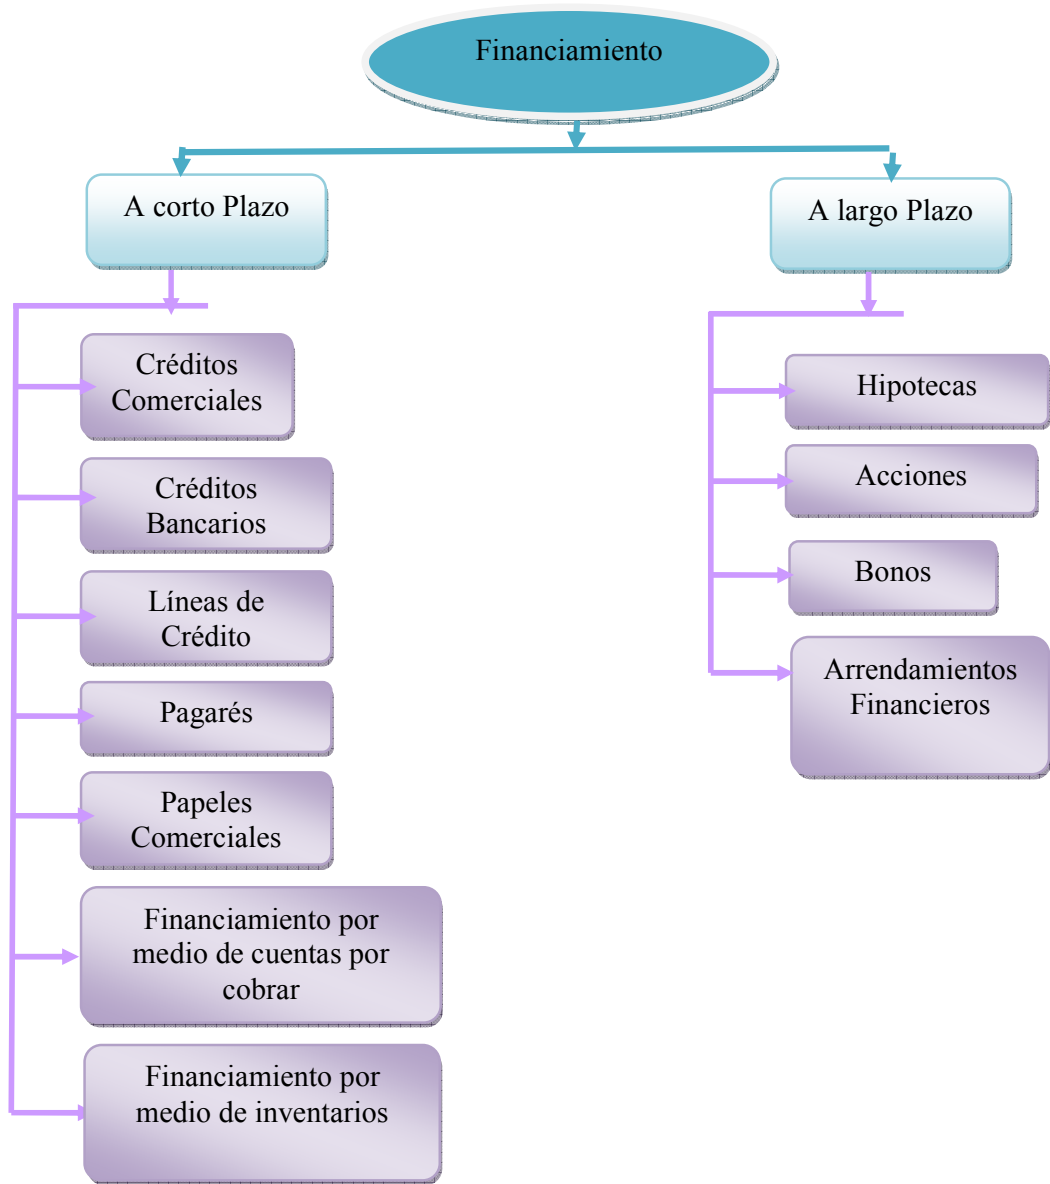 Financiamiento
A corto Plazo
Créditos
Comerciales
Créditos
Bancarios
Líneas de
Crédito
Pagarés
Papeles
Comerciales
Financiamiento por
medio de cuentas por
cobrar
Financiamiento por
medio de inventarios
A largo Plazo
Hipotecas
Acciones
Bonos
Arrendamientos
Financieros